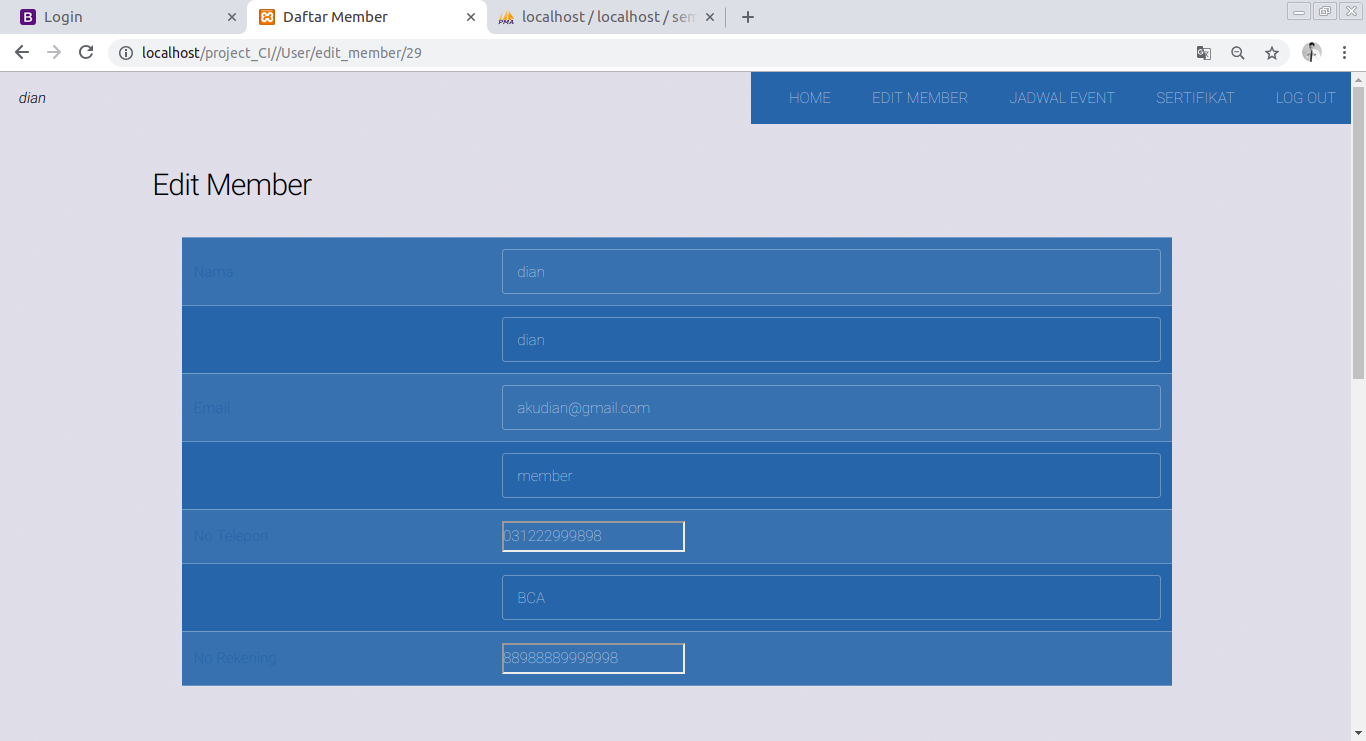 Login
Daftar Member
localhost / localhost / sem
localhost/project_CI//User/edit_member/29
dian
HOME EDIT MEMBER JADWAL EVENT SERTIFIKAT LOG OUT
Edit Member
Nama dian
dian
Email akudian@gmail.com
member
No Telepon 031222999898
BCA
No Rekening 88988889998998